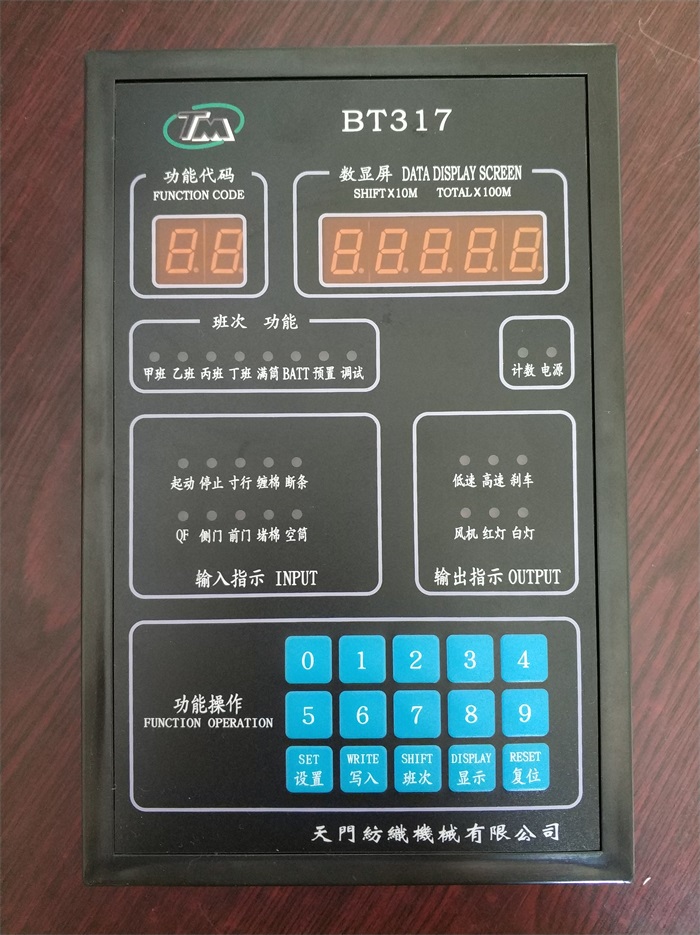 TM
BT317
功能代码
FUNCTION CODE
数显屏 DATA DISPLAY SCREEN
SHIFT X 10M TOTAL X 100M
88
88888
班次 功能
甲班 乙班 丙班 丁班 满筒 BATT 预置 调试
计数 电源
起动 停止 寸行 缠棉 断条
QF 侧门 前门 堵棉 空筒
输入指示 INPUT
低速 高速 刹车
风机 红灯 白灯
输出指示 OUTPUT
功能操作
FUNCTION OPERATION
0 1 2 3 4
5 6 7 8 9
SET WRITE SHIFT DISPLAY RESET
设置 写入 班次 显示 复位
天門紡織機械有限公司